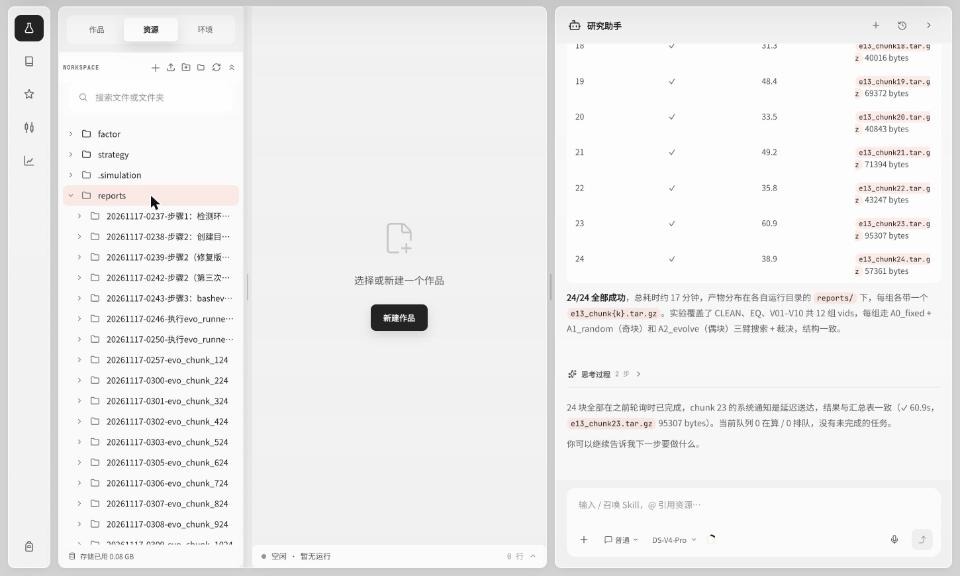 作品
资源
环境
WORKSPACE
搜索文件或文件夹
factor
strategy
.simulation
reports
20261117-0237-步骤1：检测环…
20261117-0238-步骤2：创建目…
20261117-0239-步骤2（修复版…
20261117-0242-步骤2（第三次…
20261117-0243-步骤3：bashev…
20261117-0246-执行evo_runne…
20261117-0250-执行evo_runne…
20261117-0257-evo_chunk_124
20261117-0300-evo_chunk_224
20261117-0301-evo_chunk_324
20261117-0302-evo_chunk_424
20261117-0303-evo_chunk_524
20261117-0305-evo_chunk_624
20261117-0306-evo_chunk_724
20261117-0307-evo_chunk_824
20261117-0308-evo_chunk_924
20261117-0309-evo_chunk_1024
存储已用 0.08 GB
选择或新建一个作品
新建作品
空闲 · 暂无运行
0 行
研究助手
18 ✓ 31.3 e13_chunk18.tar.g
z 40016 bytes
19 ✓ 48.4 e13_chunk19.tar.g
z 69372 bytes
20 ✓ 33.5 e13_chunk20.tar.g
z 40843 bytes
21 ✓ 49.2 e13_chunk21.tar.g
z 71394 bytes
22 ✓ 35.8 e13_chunk22.tar.g
z 43247 bytes
23 ✓ 60.9 e13_chunk23.tar.g
z 95307 bytes
24 ✓ 38.9 e13_chunk24.tar.g
z 57361 bytes
24/24 全部成功，总耗时约 17 分钟，产物分布在各自运行目录的 reports/ 下，每组各带一个
e13_chunk{k}.tar.gz。实验覆盖了 CLEAN、EQ、V01–V10 共 12 组 vids，每组走 A0_fixed +
A1_random（奇块）和 A2_evolve（偶块）三臂搜索 + 裁决，结构一致。
思考过程 2 步
24 块全部在之前轮询时已完成，chunk 23 的系统通知是延迟送达，结果与汇总表一致（✓ 60.9s，
e13_chunk23.tar.gz 95307 bytes）。当前队列 0 在算 / 0 排队，没有未完成的任务。
你可以继续告诉我下一步要做什么。
输入 / 召唤 Skill，@ 引用资源…
普通
DS-V4-Pro